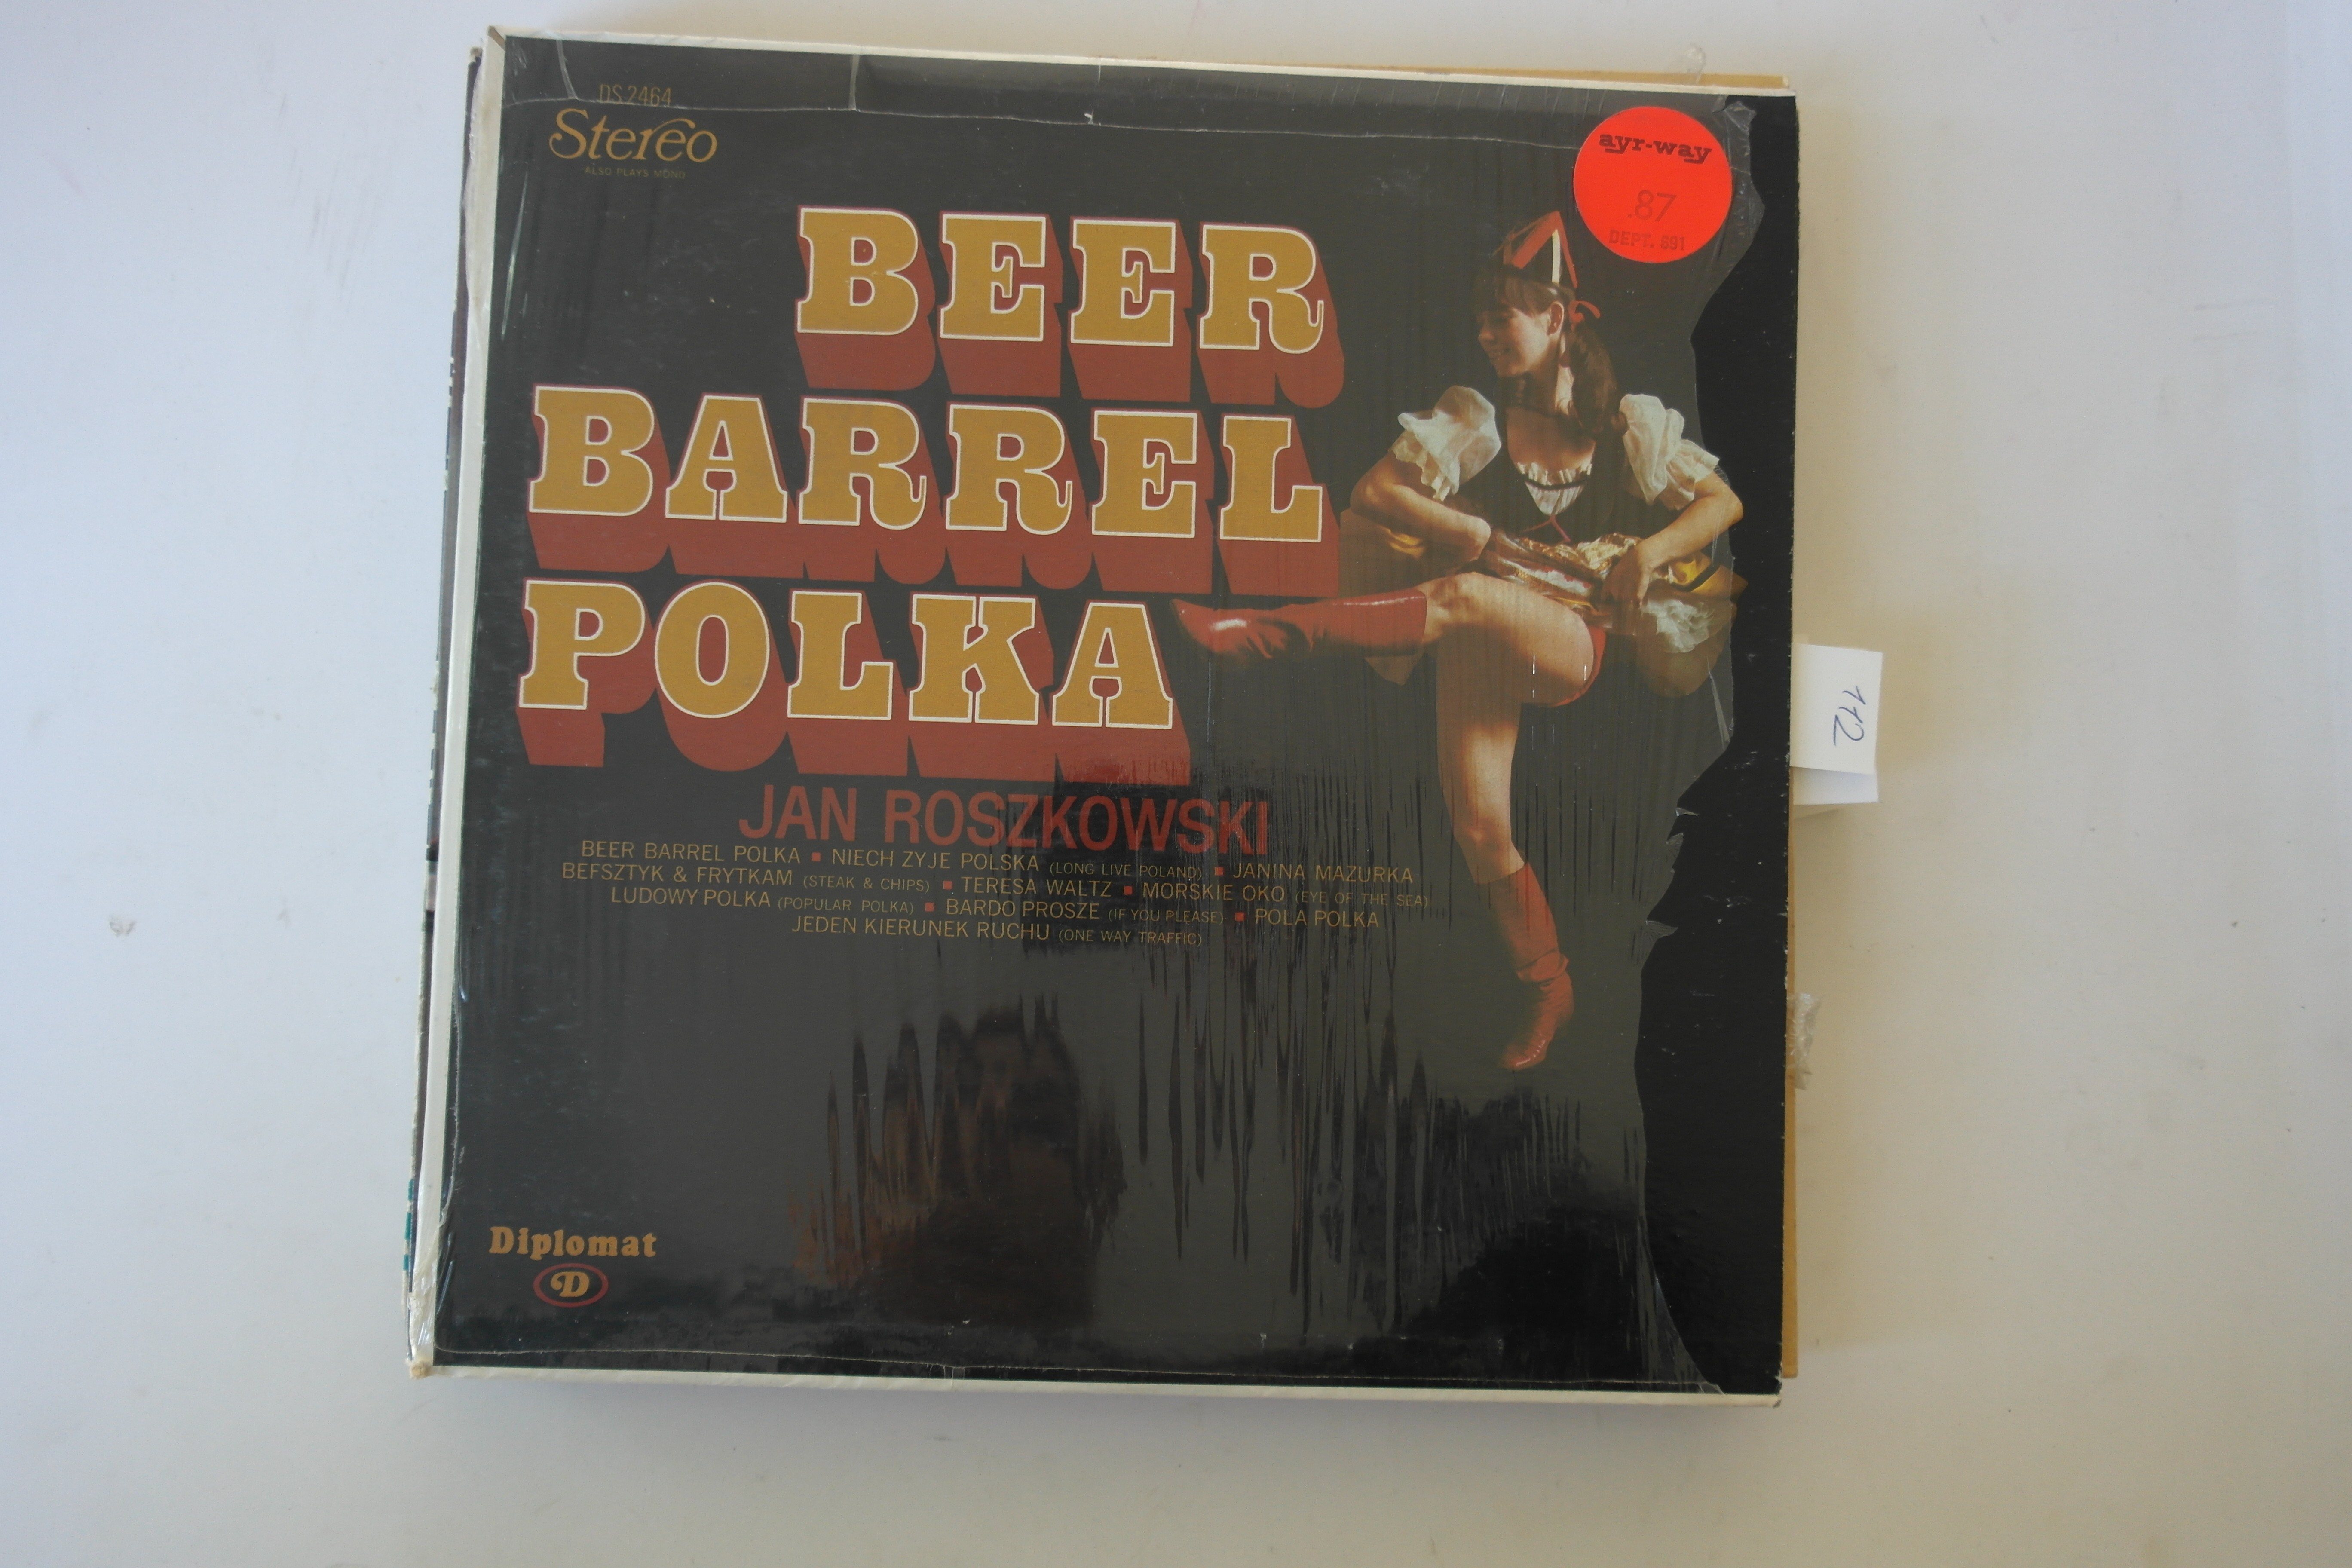 DS 2464
Stereo
ALSO PLAYS MONO
ayr-way
.87
DEPT. 691
BEER
BARREL
POLKA
JAN ROSZKOWSKI
BEER BARREL POLKA ▪ NIECH ZYJE POLSKA (LONG LIVE POLAND) ▪ JANINA MAZURKA
BEFSZTYK & FRYTKAM (STEAK & CHIPS) ▪ TERESA WALTZ ▪ MORSKIE OKO (EYE OF THE SEA)
LUDOWY POLKA (POPULAR POLKA) ▪ BARDO PROSZE (IF YOU PLEASE) ▪ POLA POLKA
JEDEN KIERUNEK RUCHU (ONE WAY TRAFFIC)
112
Diplomat
D